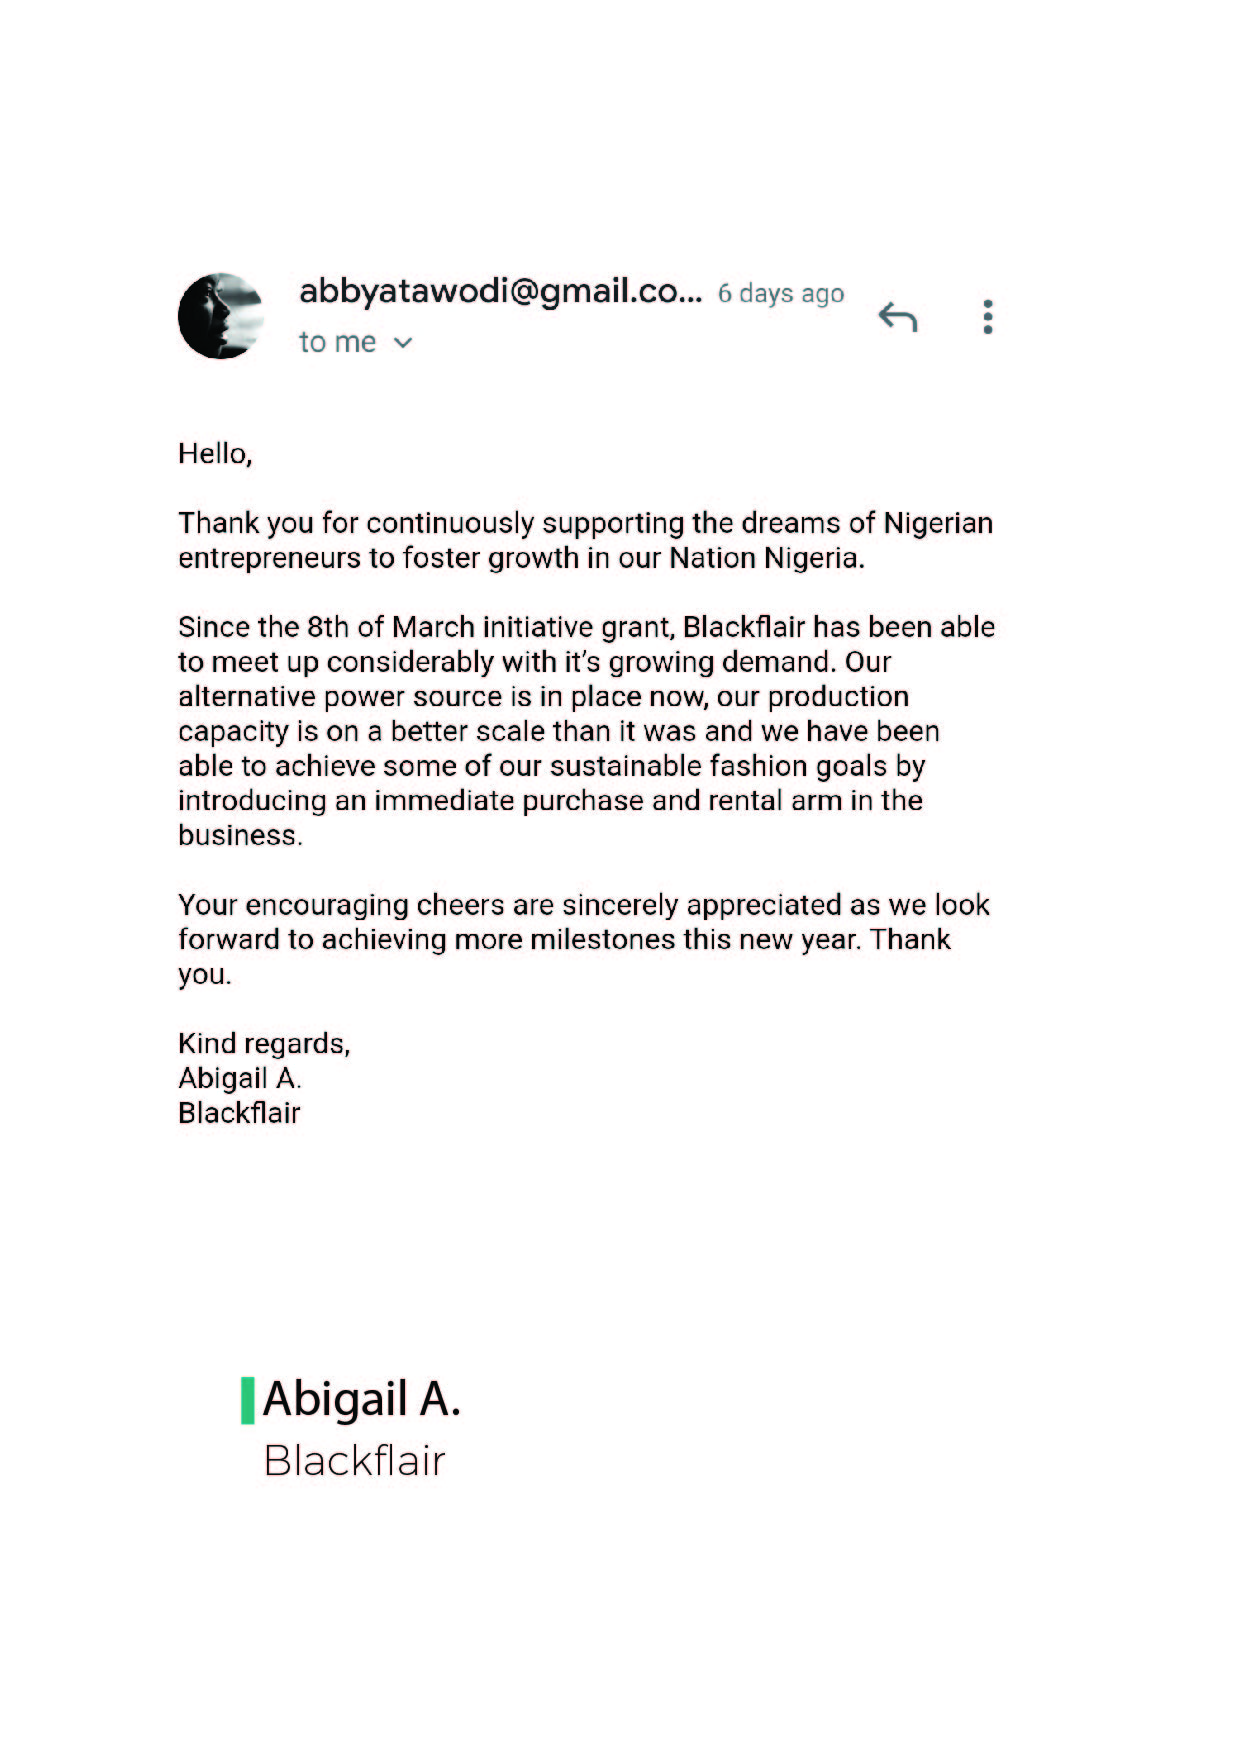 abbyatawodi@gmail.co... 6 days ago
to me
Hello,
Thank you for continuously supporting the dreams of Nigerian
entrepreneurs to foster growth in our Nation Nigeria.
Since the 8th of March initiative grant, Blackflair has been able
to meet up considerably with it's growing demand. Our
alternative power source is in place now, our production
capacity is on a better scale than it was and we have been
able to achieve some of our sustainable fashion goals by
introducing an immediate purchase and rental arm in the
business.
Your encouraging cheers are sincerely appreciated as we look
forward to achieving more milestones this new year. Thank
you.
Kind regards,
Abigail A.
Blackflair
Abigail A.
Blackflair